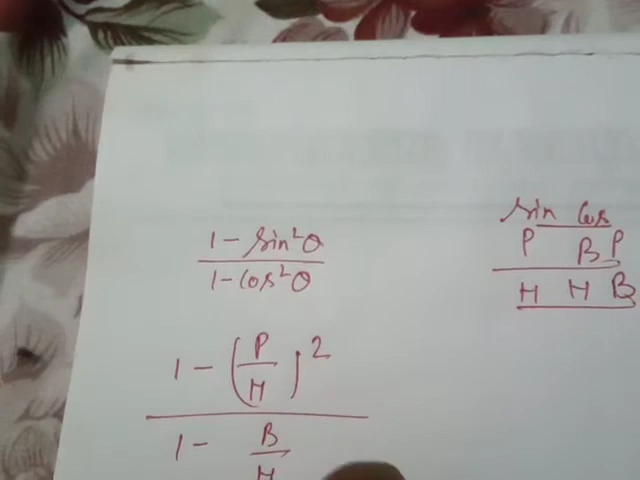 sin cos
P B P
H H B
1 - sin²θ
1 - cos²θ
1 - (P/H)²
1 - B/H